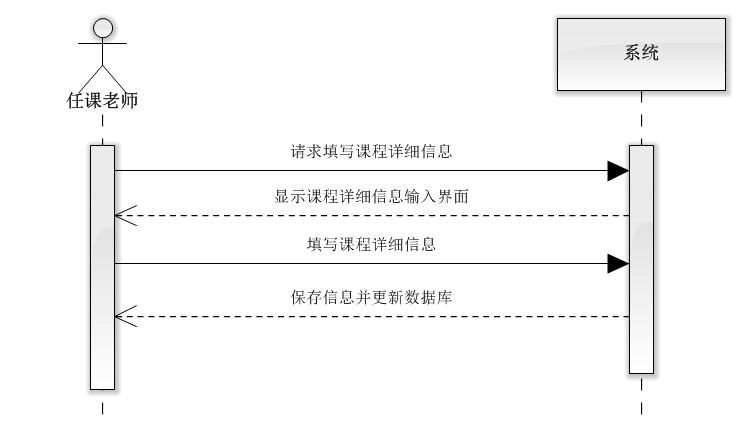 系统
任课老师
请求填写课程详细信息
显示课程详细信息输入界面
填写课程详细信息
保存信息并更新数据库